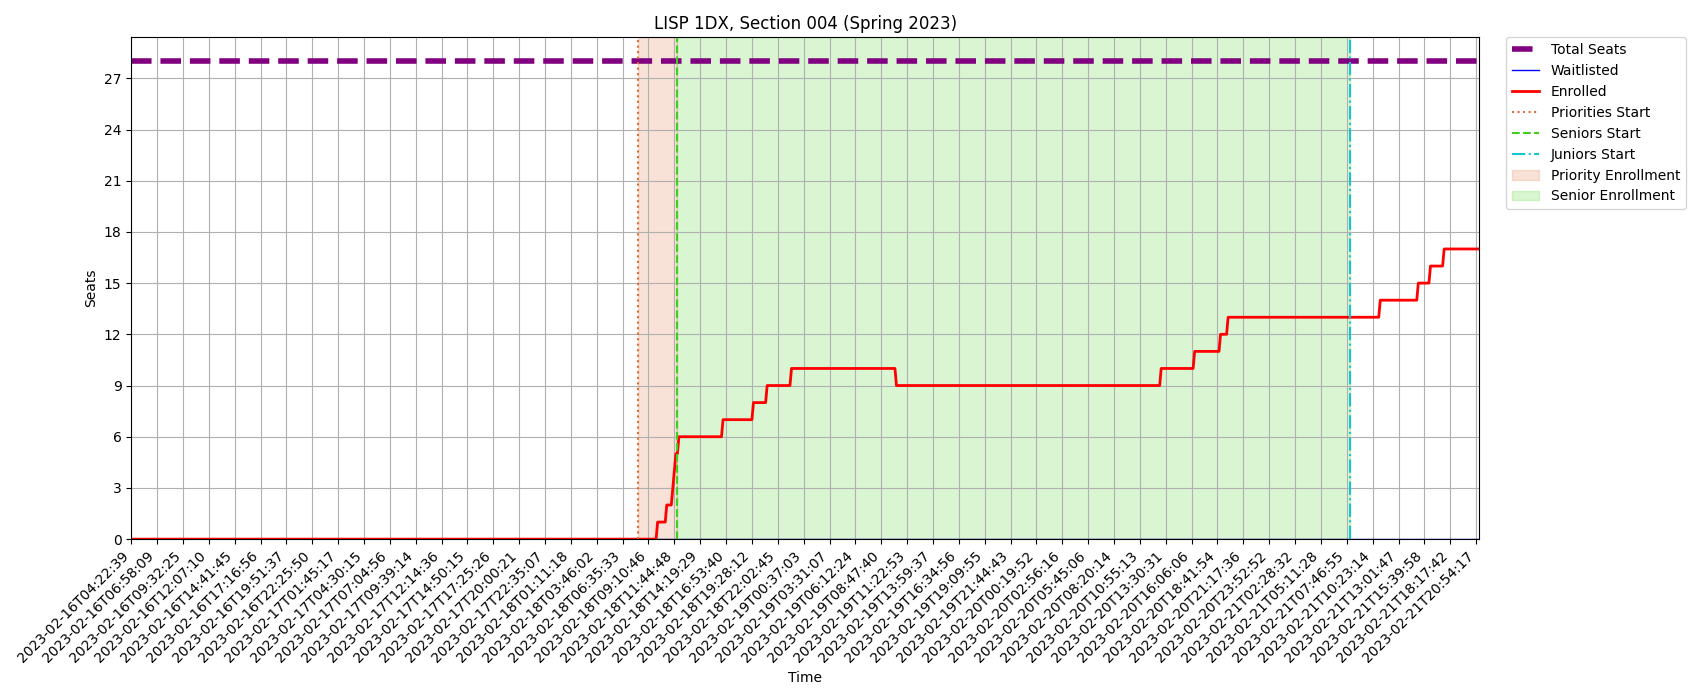 LISP 1DX, Section 004 (Spring 2023)
Total Seats
Waitlisted
Enrolled
Priorities Start
Seniors Start
Juniors Start
Priority Enrollment
Senior Enrollment
Seats
27
24
21
18
15
12
9
6
3
0
2023-02-16T04:22:39
2023-02-16T06:58:09
2023-02-16T09:32:25
2023-02-16T12:07:10
2023-02-16T14:41:45
2023-02-16T17:16:56
2023-02-16T19:51:37
2023-02-16T22:25:50
2023-02-17T01:45:17
2023-02-17T04:30:15
2023-02-17T07:04:56
2023-02-17T09:39:14
2023-02-17T12:14:36
2023-02-17T14:50:15
2023-02-17T17:25:26
2023-02-17T20:00:21
2023-02-17T22:35:07
2023-02-18T01:11:18
2023-02-18T03:46:02
2023-02-18T06:35:33
2023-02-18T09:10:46
2023-02-18T11:44:48
2023-02-18T14:19:29
2023-02-18T16:53:40
2023-02-18T19:28:12
2023-02-18T22:02:45
2023-02-19T00:37:03
2023-02-19T03:31:07
2023-02-19T06:12:24
2023-02-19T08:47:40
2023-02-19T11:22:53
2023-02-19T13:59:37
2023-02-19T16:34:56
2023-02-19T19:09:55
2023-02-19T21:44:43
2023-02-20T00:19:52
2023-02-20T02:56:16
2023-02-20T05:45:06
2023-02-20T08:20:14
2023-02-20T10:55:13
2023-02-20T13:30:31
2023-02-20T16:06:06
2023-02-20T18:41:54
2023-02-20T21:17:36
2023-02-20T23:52:52
2023-02-21T02:28:32
2023-02-21T05:11:28
2023-02-21T07:46:55
2023-02-21T10:23:14
2023-02-21T13:01:47
2023-02-21T15:39:58
2023-02-21T18:17:42
2023-02-21T20:54:17
Time